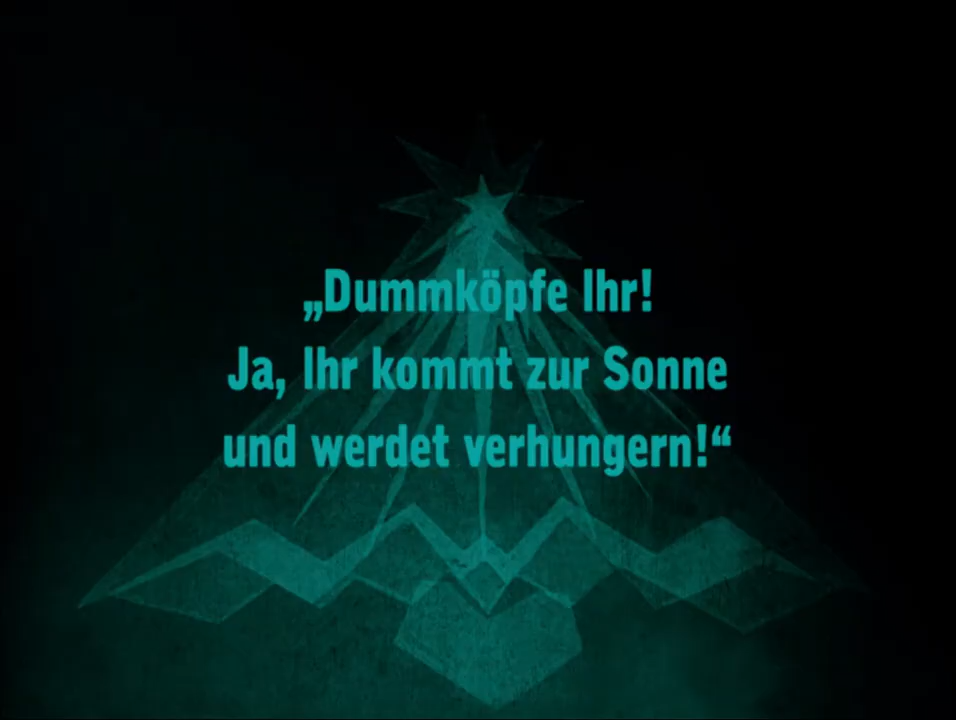 „Dummköpfe Ihr!
Ja, Ihr kommt zur Sonne
und werdet verhungern!“